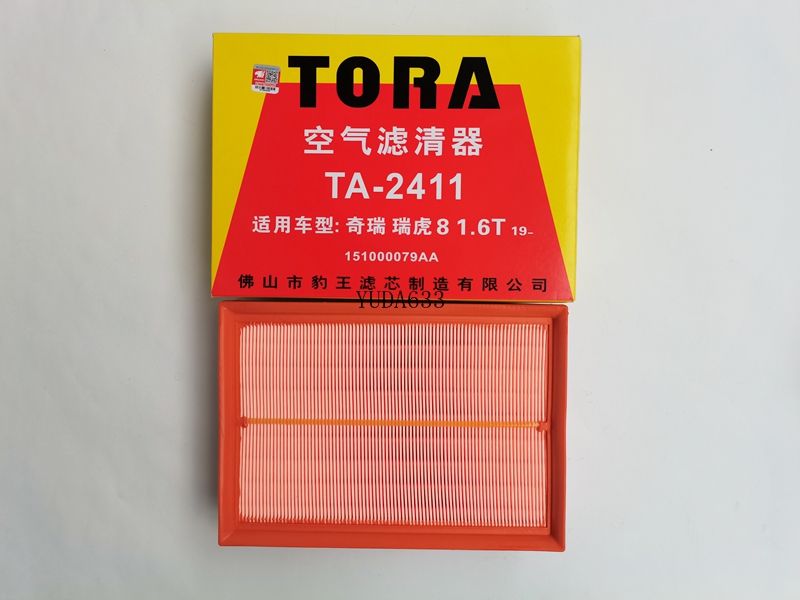 TORA
空气滤清器
TA-2411
适用车型: 奇瑞 瑞虎8 1.6T 19-
151000079AA
佛山市豹王滤芯制造有限公司
YUDA633